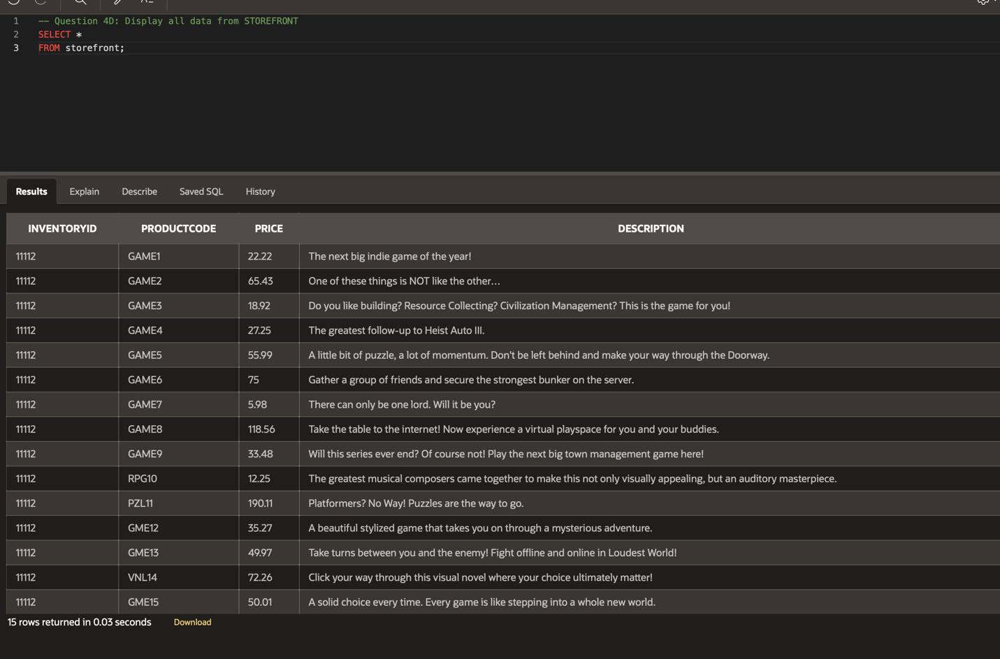 1 -- Question 4D: Display all data from STOREFRONT
2 SELECT *
3 FROM storefront;
Results Explain Describe Saved SQL History
INVENTORYID PRODUCTCODE PRICE DESCRIPTION
11112 GAME1 22.22 The next big indie game of the year!
11112 GAME2 65.43 One of these things is NOT like the other...
11112 GAME3 18.92 Do you like building? Resource Collecting? Civilization Management? This is the game for you!
11112 GAME4 27.25 The greatest follow-up to Heist Auto III.
11112 GAME5 55.99 A little bit of puzzle, a lot of momentum. Don't be left behind and make your way through the Doorway.
11112 GAME6 75 Gather a group of friends and secure the strongest bunker on the server.
11112 GAME7 5.98 There can only be one lord. Will it be you?
11112 GAME8 118.56 Take the table to the internet! Now experience a virtual playspace for you and your buddies.
11112 GAME9 33.48 Will this series ever end? Of course not! Play the next big town management game here!
11112 RPG10 12.25 The greatest musical composers came together to make this not only visually appealing, but an auditory masterpiece.
11112 PZL11 190.11 Platformers? No Way! Puzzles are the way to go.
11112 GME12 35.27 A beautiful stylized game that takes you on through a mysterious adventure.
11112 GME13 49.97 Take turns between you and the enemy! Fight offline and online in Loudest World!
11112 VNL14 72.26 Click your way through this visual novel where your choice ultimately matter!
11112 GME15 50.01 A solid choice every time. Every game is like stepping into a whole new world.
15 rows returned in 0.03 seconds Download